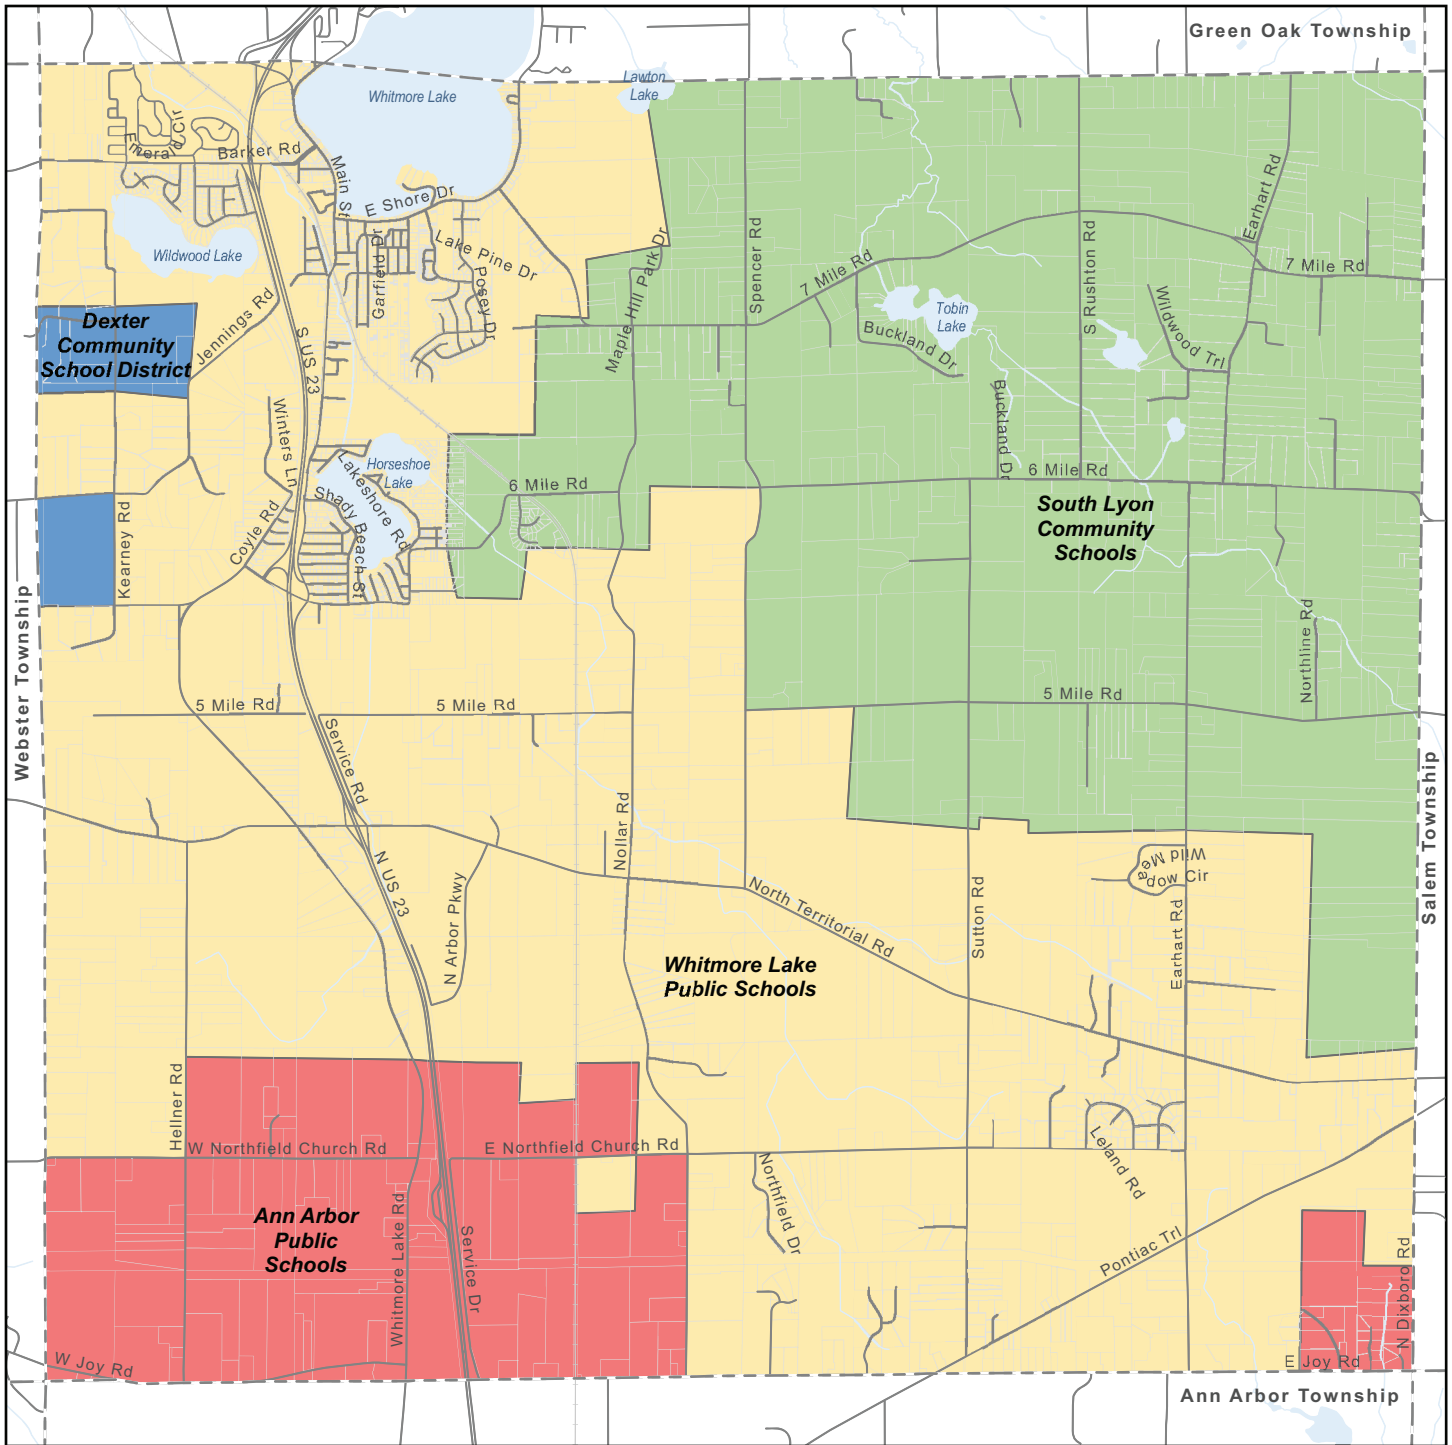 Green Oak Township
Lawton
Lake
Whitmore Lake
Emerald Cir
Barker Rd
Main St
E Shore Dr
Earhart Rd
Wildwood Lake
Garfield Dr
Lake Pine Dr
Posey Dr
Maple Hill Park Dr
Spencer Rd
7 Mile Rd
S Rushton Rd
7 Mile Rd
Dexter
Community
School District
Jennings Rd
S US 23
Tobin
Lake
Buckland Dr
Wildwood Trl
Buckland Dr
Winters Ln
Horseshoe
Lake
Lakeshore Rd
Shady Beach St
6 Mile Rd
6 Mile Rd
South Lyon
Community
Schools
Kearney Rd
Coyle Rd
Webster Township
Northline Rd
5 Mile Rd
5 Mile Rd
5 Mile Rd
Service Rd
Nollar Rd
N US 23
N Arbor Pkwy
North Territorial Rd
Sutton Rd
Wild Meadow Cir
Earhart Rd
Salem Township
Whitmore Lake
Public Schools
Hellner Rd
W Northfield Church Rd
E Northfield Church Rd
Leland Rd
Northfield Dr
Ann Arbor
Public
Schools
Whitmore Lake Rd
Service Dr
Pontiac Trl
N Dixboro Rd
W Joy Rd
E Joy Rd
Ann Arbor Township